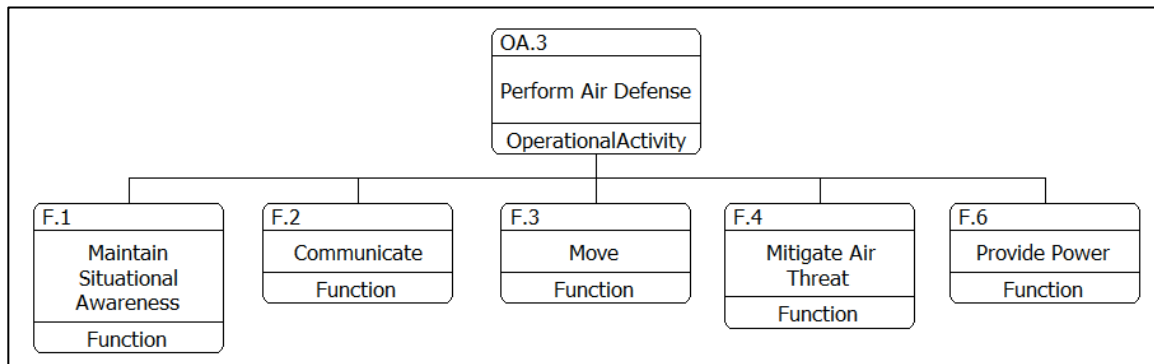 OA.3
Perform Air Defense
OperationalActivity
F.1
Maintain
Situational
Awareness
Function
F.2
Communicate
Function
F.3
Move
Function
F.4
Mitigate Air
Threat
Function
F.6
Provide Power
Function